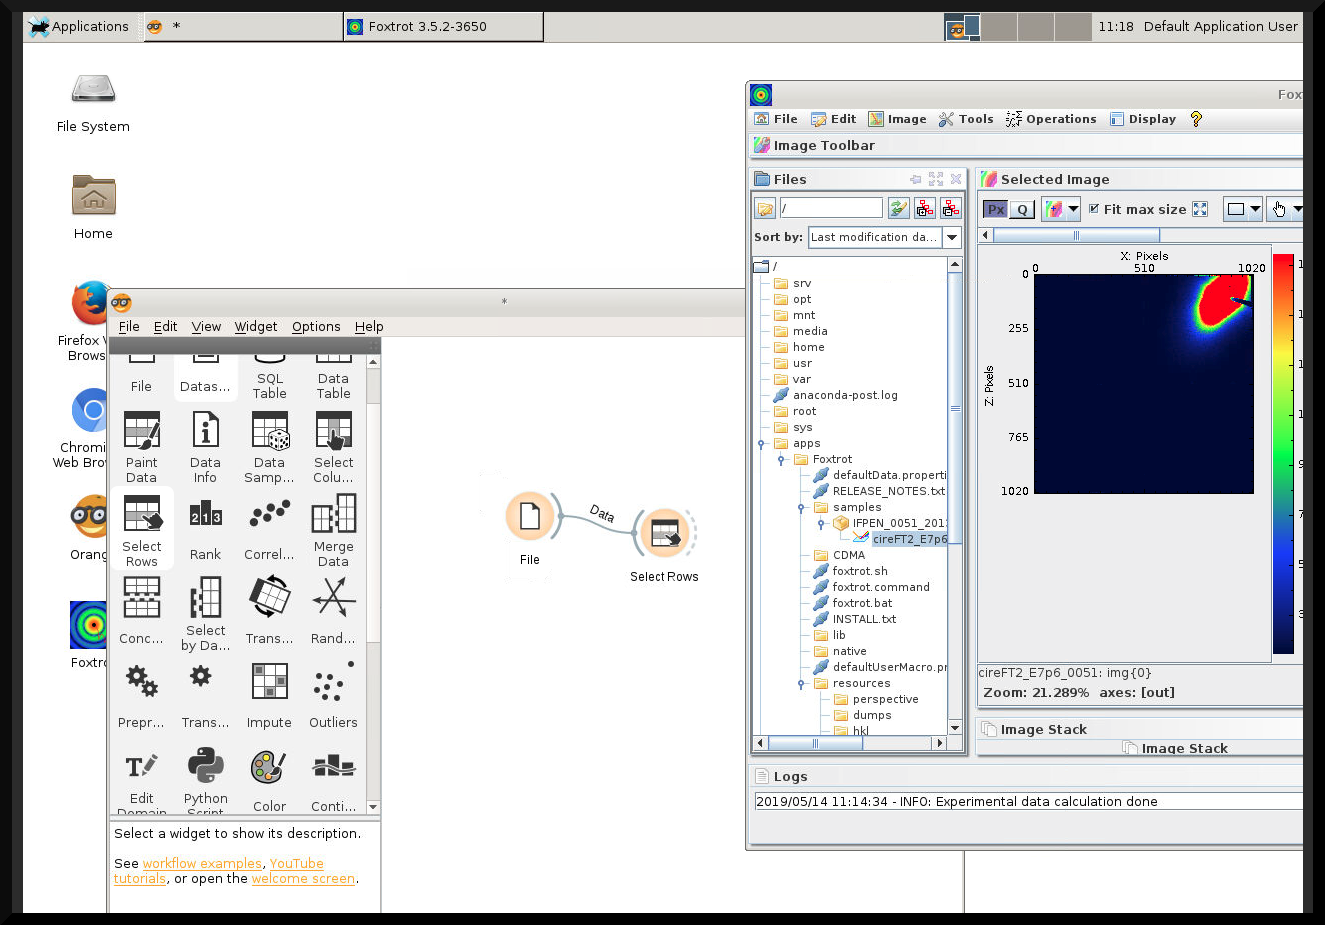 Applications
*
Foxtrot 3.5.2-3650
11:18 Default Application User
File System
Home
Firefox
Brows
Chromi
Web Brow
Orang
Foxtro
*
File Edit View Widget Options Help
File
Datas...
SQL Table
Data Table
Paint Data
Data Info
Data Samp...
Select Colu...
Select Rows
Rank
Correl...
Merge Data
Conc...
Select by Da...
Trans...
Rand...
Prepr...
Trans...
Impute
Outliers
Edit Domain
Python Script
Color
Conti...
Select a widget to show its description.
See workflow examples, YouTube
tutorials, or open the welcome screen.
File
Data
Select Rows
Fox
File Edit Image Tools Operations Display
Image Toolbar
Files
/
Sort by: Last modification da...
/
srv
opt
mnt
media
home
usr
var
anaconda-post.log
root
sys
apps
Foxtrot
defaultData.properti
RELEASE_NOTES.txt
samples
IFPEN_0051_201
cireFT2_E7p6
CDMA
foxtrot.sh
foxtrot.command
foxtrot.bat
INSTALL.txt
lib
native
defaultUserMacro.pr
resources
perspective
dumps
hkl
Selected Image
Px Q Fit max size
X: Pixels
0 510 1020
Z: Pixels
0
255
510
765
1020
cireFT2_E7p6_0051: img{0}
Zoom: 21.289% axes: [out]
Image Stack
Image Stack
Logs
2019/05/14 11:14:34 - INFO: Experimental data calculation done